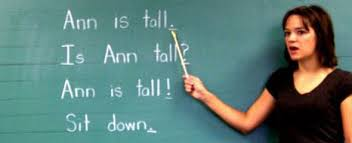 Ann is tall.
Is Ann tall?
Ann is tall!
Sit down.